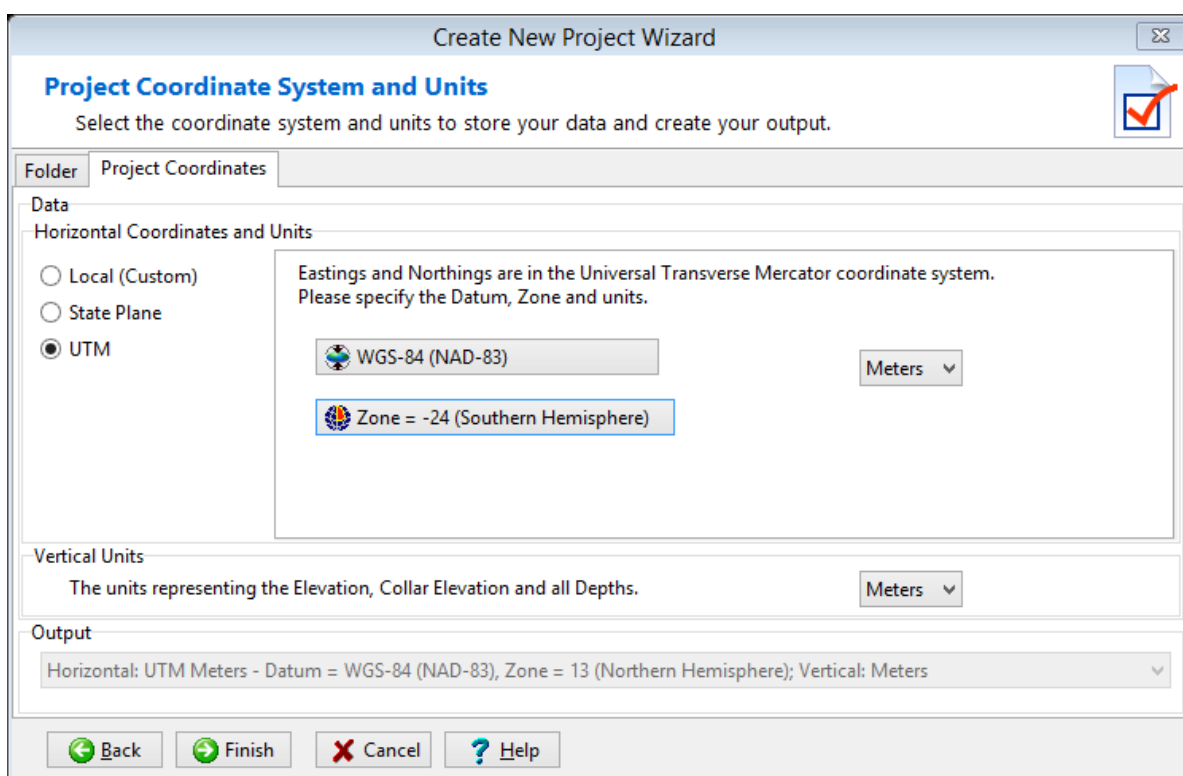 Create New Project Wizard
Project Coordinate System and Units
Select the coordinate system and units to store your data and create your output.
Folder
Project Coordinates
Data
Horizontal Coordinates and Units
Local (Custom)
State Plane
UTM
Eastings and Northings are in the Universal Transverse Mercator coordinate system.
Please specify the Datum, Zone and units.
WGS-84 (NAD-83)
Meters
Zone = -24 (Southern Hemisphere)
Vertical Units
The units representing the Elevation, Collar Elevation and all Depths.
Meters
Output
Horizontal: UTM Meters - Datum = WGS-84 (NAD-83), Zone = 13 (Northern Hemisphere); Vertical: Meters
Back
Finish
Cancel
Help